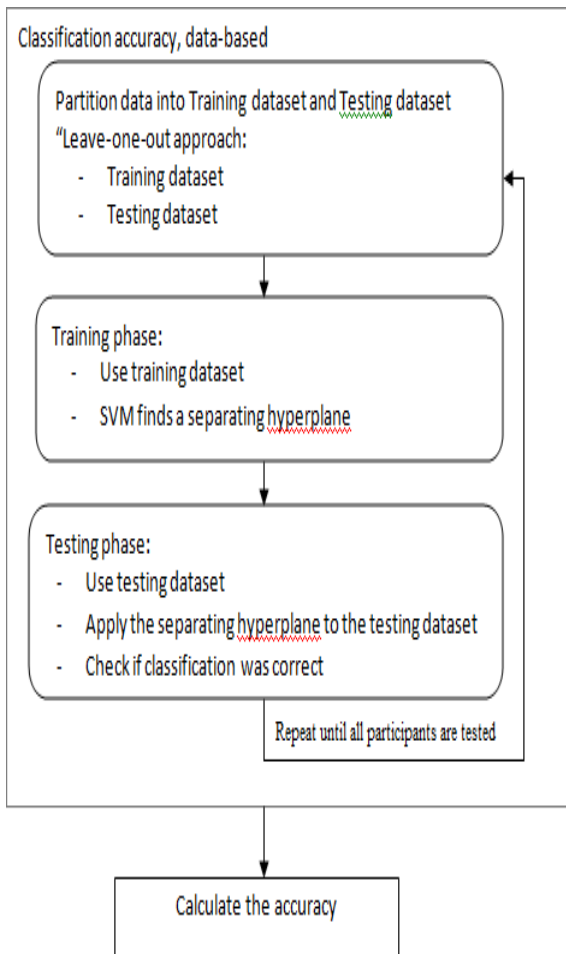 Classification accuracy, data-based
Partition data into Training dataset and Testing dataset
“Leave-one-out approach:
- Training dataset
- Testing dataset
Training phase:
- Use training dataset
- SVM finds a separating hyperplane
Testing phase:
- Use testing dataset
- Apply the separating hyperplane to the testing dataset
- Check if classification was correct
Repeat until all participants are tested
Calculate the accuracy